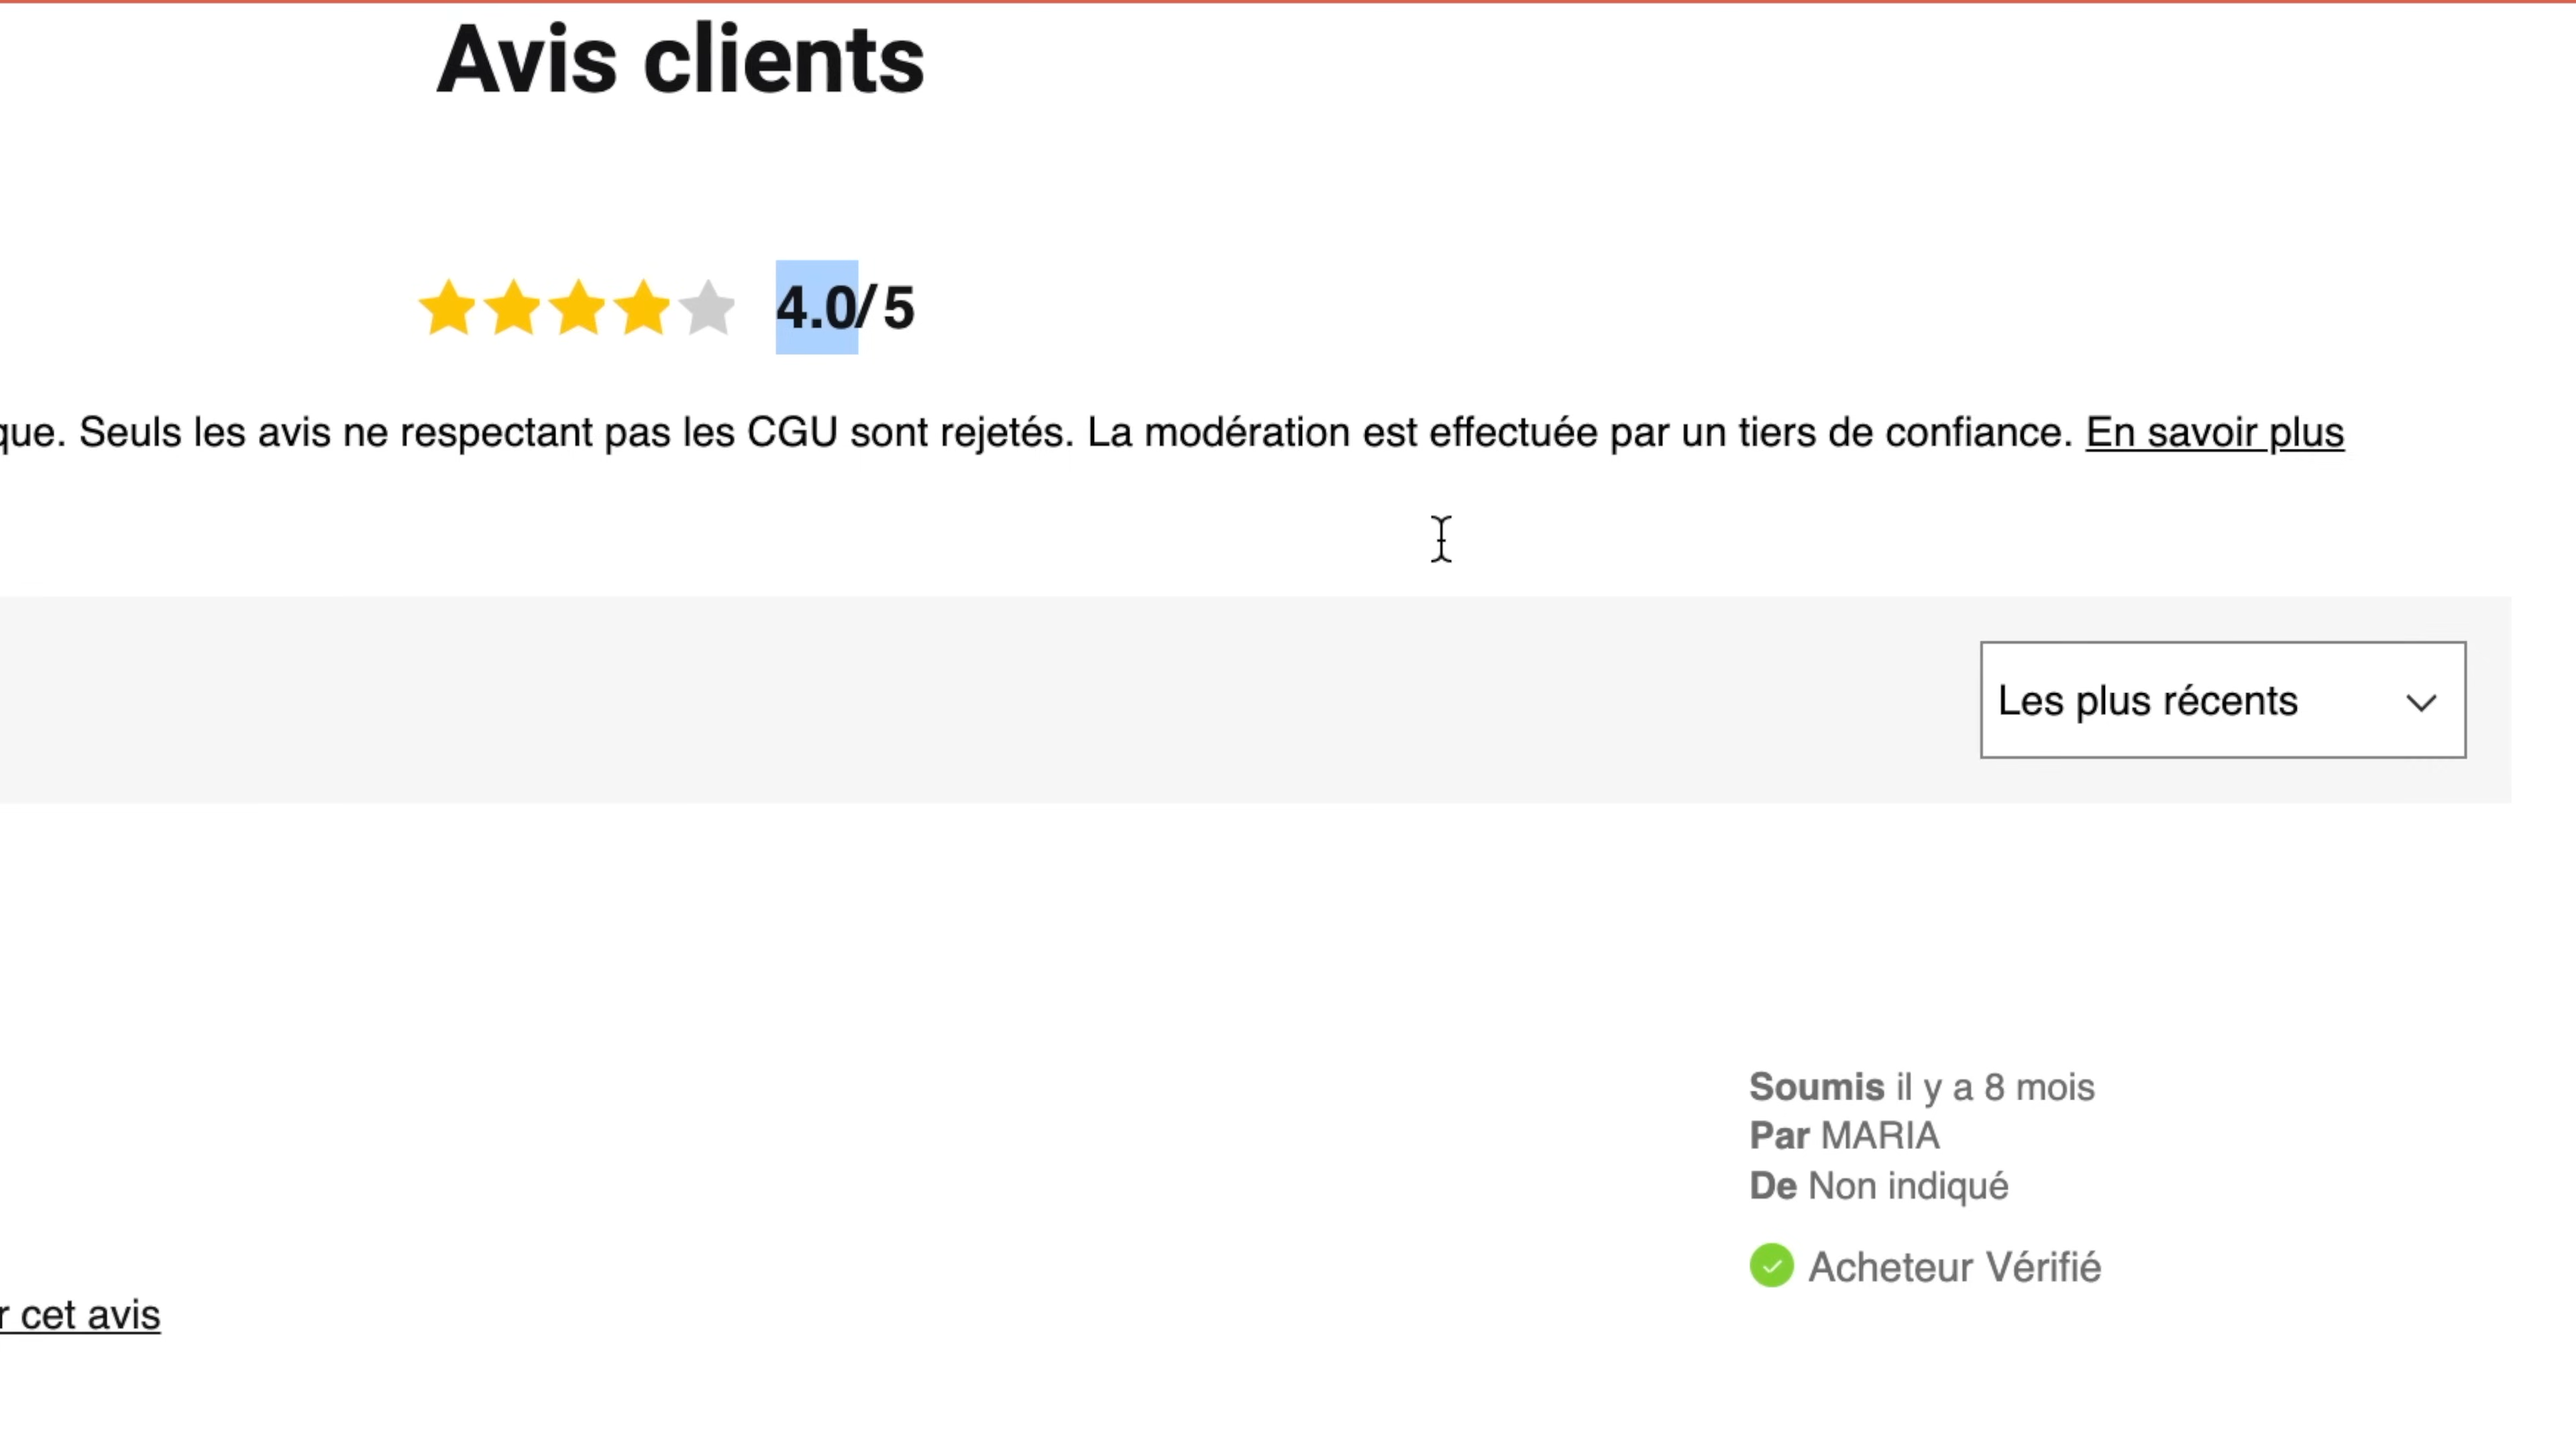 Avis clients
4.0/5
que. Seuls les avis ne respectant pas les CGU sont rejetés. La modération est effectuée par un tiers de confiance. En savoir plus
Les plus récents
Soumis il y a 8 mois
Par MARIA
De Non indiqué
Acheteur Vérifié
r cet avis